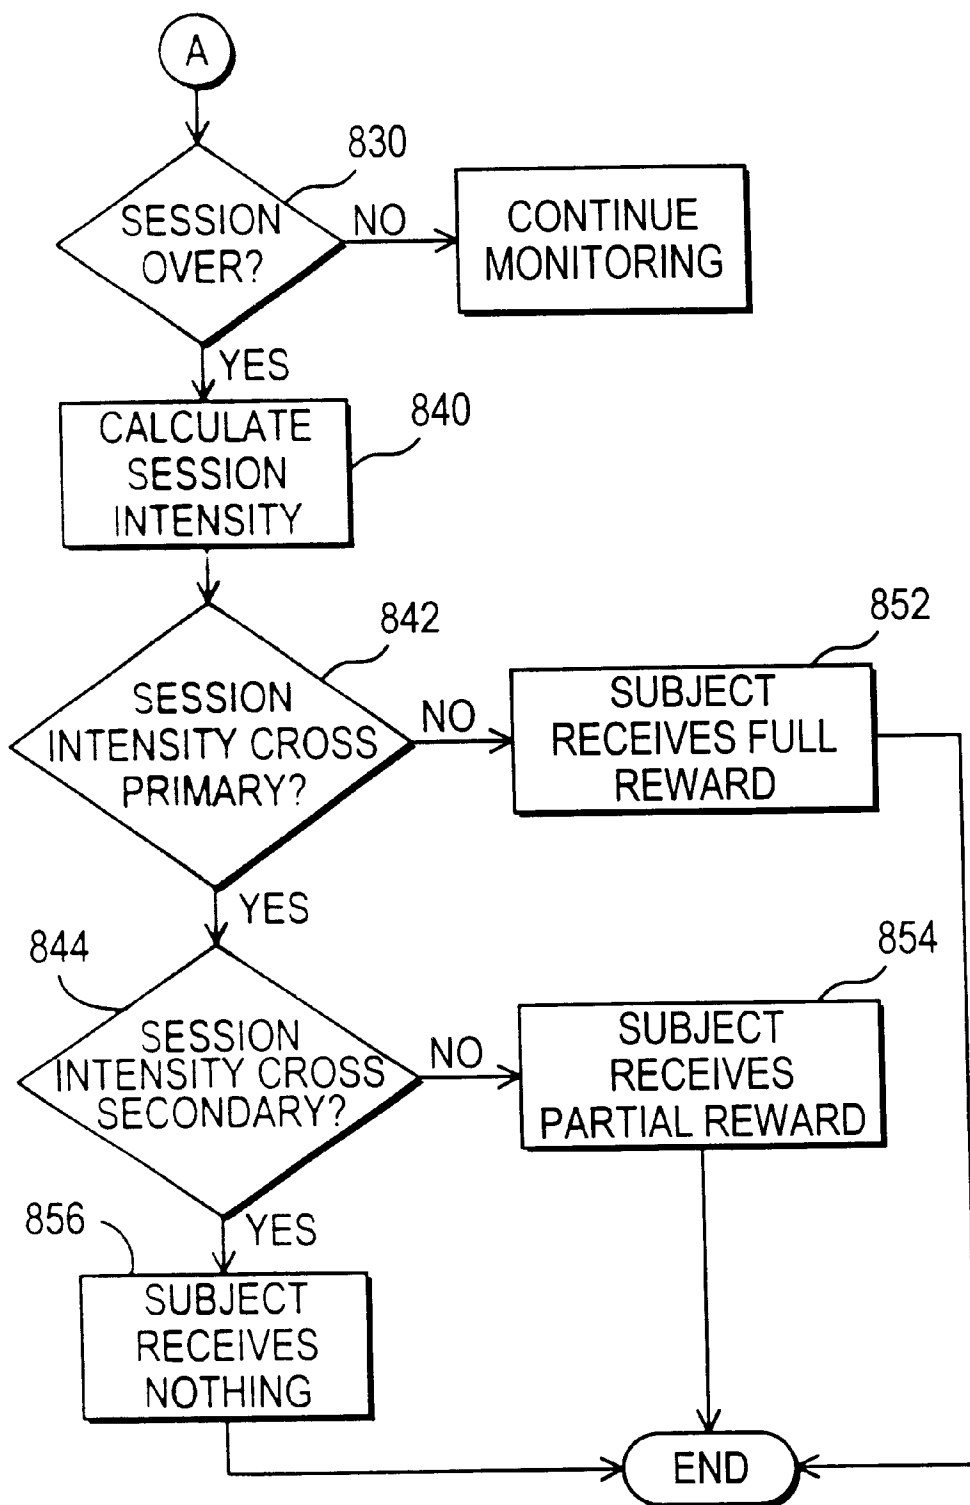 A
830
SESSION
OVER?
NO
CONTINUE
MONITORING
YES
840
CALCULATE
SESSION
INTENSITY
842
SESSION
INTENSITY CROSS
PRIMARY?
NO
852
SUBJECT
RECEIVES FULL
REWARD
YES
844
SESSION
INTENSITY CROSS
SECONDARY?
NO
854
SUBJECT
RECEIVES
PARTIAL REWARD
YES
856
SUBJECT
RECEIVES
NOTHING
END